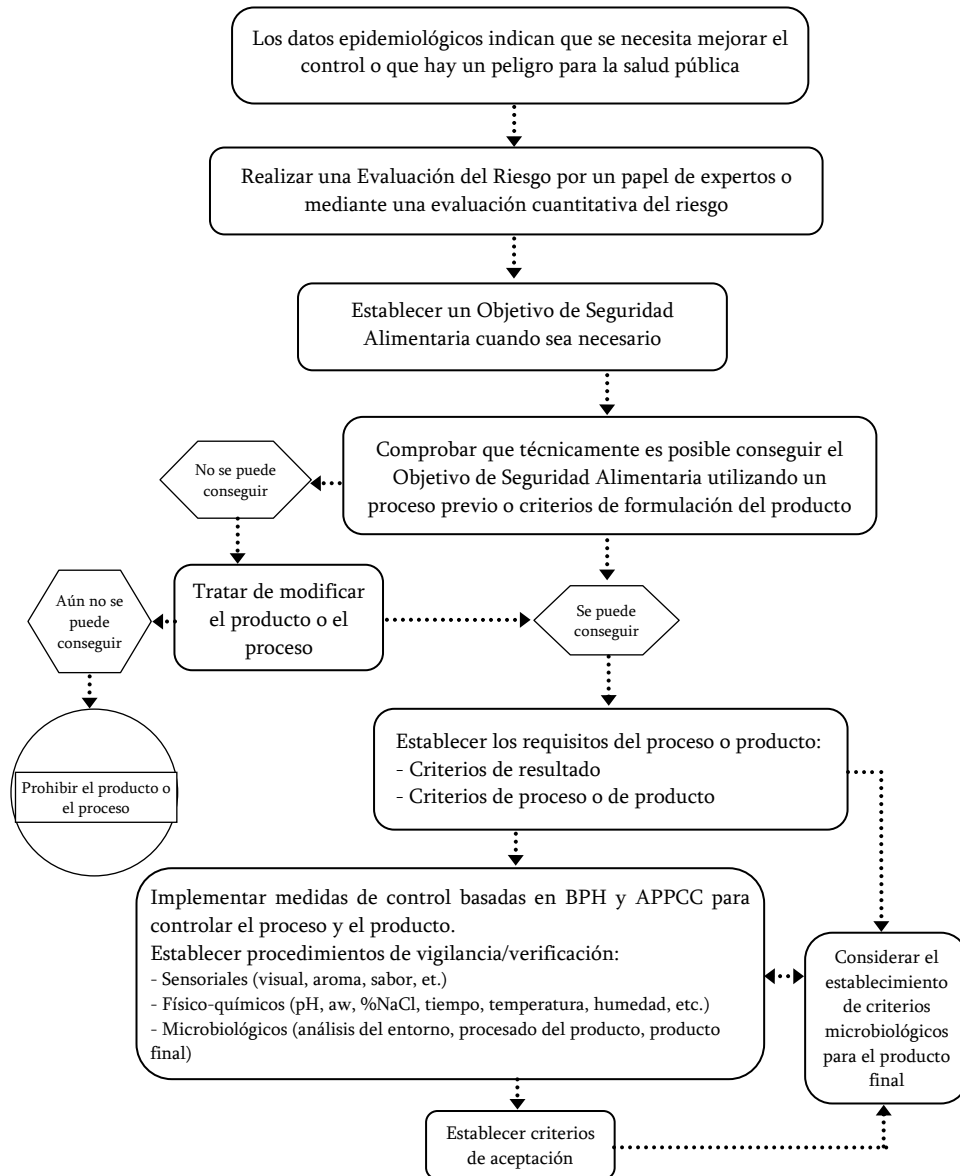 Los datos epidemiológicos indican que se necesita mejorar el
control o que hay un peligro para la salud pública
Realizar una Evaluación del Riesgo por un papel de expertos o
mediante una evaluación cuantitativa del riesgo
Establecer un Objetivo de Seguridad
Alimentaria cuando sea necesario
Comprobar que técnicamente es posible conseguir el
Objetivo de Seguridad Alimentaria utilizando un
proceso previo o criterios de formulación del producto
No se puede
conseguir
Tratar de modificar
el producto o el
proceso
Aún no se
puede
conseguir
Se puede
conseguir
Prohibir el producto o
el proceso
Establecer los requisitos del proceso o producto:
- Criterios de resultado
- Criterios de proceso o de producto
Implementar medidas de control basadas en BPH y APPCC para
controlar el proceso y el producto.
Establecer procedimientos de vigilancia/verificación:
- Sensoriales (visual, aroma, sabor, et.)
- Físico-químicos (pH, aw, %NaCl, tiempo, temperatura, humedad, etc.)
- Microbiológicos (análisis del entorno, procesado del producto, producto
final)
Considerar el
establecimiento
de criterios
microbiológicos
para el producto
final
Establecer criterios
de aceptación